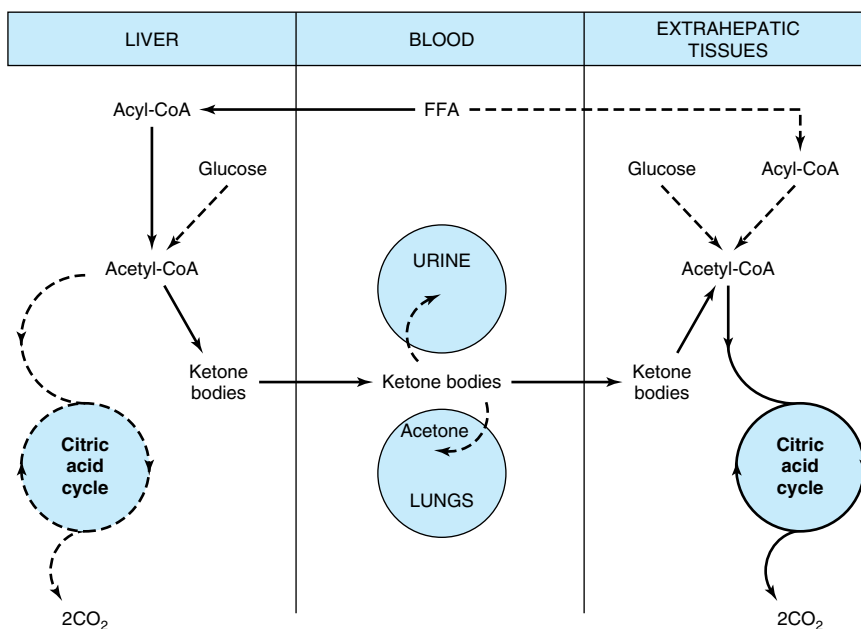 LIVER
BLOOD
EXTRAHEPATIC
TISSUES
Acyl-CoA
FFA
Glucose
Glucose
Acyl-CoA
Acetyl-CoA
URINE
Acetyl-CoA
Ketone
bodies
Ketone bodies
Ketone
bodies
Acetone
Citric
acid
cycle
LUNGS
Citric
acid
cycle
2CO₂
2CO₂